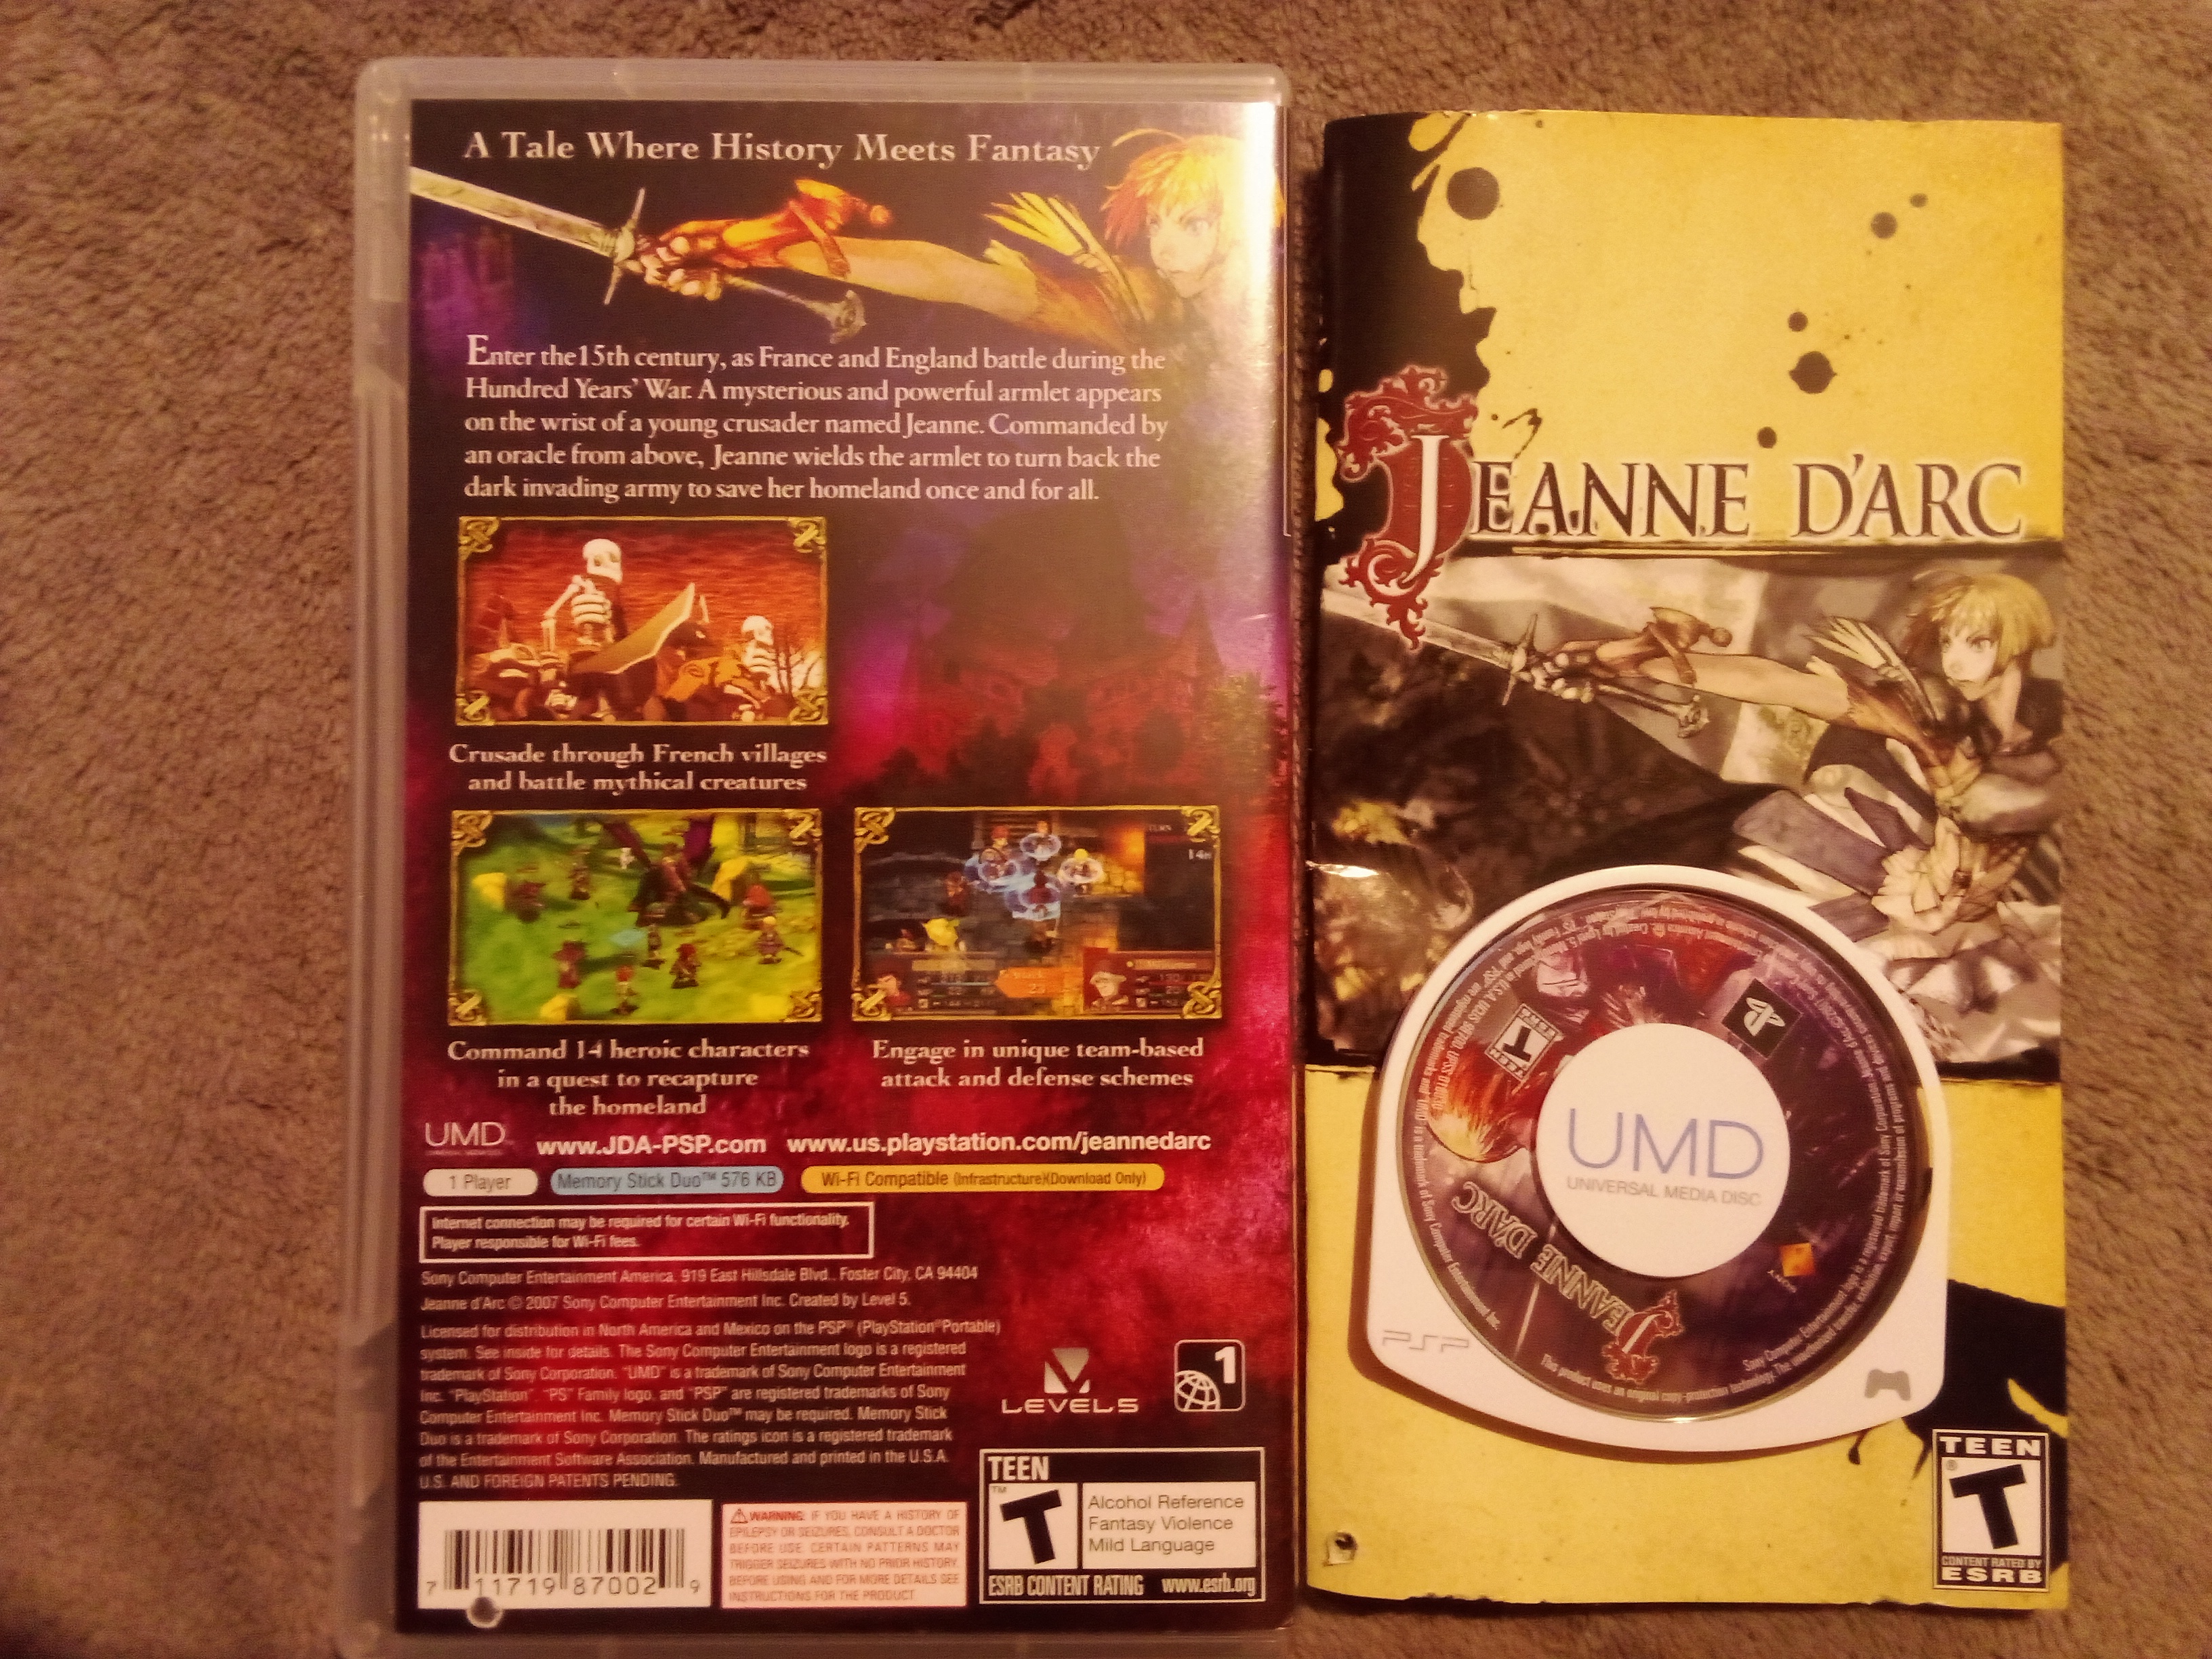 A Tale Where History Meets Fantasy
Enter the15th century, as France and England battle during the
Hundred Years' War. A mysterious and powerful armlet appears
on the wrist of a young crusader named Jeanne. Commanded by
an oracle from above, Jeanne wields the armlet to turn back the
dark invading army to save her homeland once and for all.
Crusade through French villages
and battle mythical creatures
Command 14 heroic characters
in a quest to recapture
the homeland
Engage in unique team-based
attack and defense schemes
UMD
www.JDA-PSP.com www.us.playstation.com/jeannedarc
1 Player
Memory Stick Duo™ 576 KB
Wi-Fi Compatible (Infrastructure)(Download Only)
Internet connection may be required for certain Wi-Fi functionality.
Player responsible for Wi-Fi fees.
Sony Computer Entertainment America, 919 East Hillsdale Blvd., Foster City, CA 94404
Jeanne d'Arc © 2007 Sony Computer Entertainment Inc. Created by Level 5.
Licensed for distribution in North America and Mexico on the PSP® (PlayStation®Portable)
system. See inside for details. The Sony Computer Entertainment logo is a registered
trademark of Sony Corporation. "UMD" is a trademark of Sony Computer Entertainment
Inc. "PlayStation", "PS" Family logo, and "PSP" are registered trademarks of Sony
Computer Entertainment Inc. Memory Stick Duo™ may be required. Memory Stick
Duo is a trademark of Sony Corporation. The ratings icon is a registered trademark
of the Entertainment Software Association. Manufactured and printed in the U.S.A.
U.S. AND FOREIGN PATENTS PENDING.
LEVEL5
1
7 11719 87002 9
WARNING: IF YOU HAVE A HISTORY OF
EPILEPSY OR SEIZURES, CONSULT A DOCTOR
BEFORE USE. CERTAIN PATTERNS MAY
TRIGGER SEIZURES WITH NO PRIOR HISTORY.
BEFORE USING AND FOR MORE DETAILS SEE
INSTRUCTIONS FOR THE PRODUCT
TEEN
T
Alcohol Reference
Fantasy Violence
Mild Language
ESRB CONTENT RATING www.esrb.org
JEANNE D'ARC
UMD
UNIVERSAL MEDIA DISC
TEEN
T
JEANNE D'ARC
SONY
This product uses an original copy-protection technology.
PSP
TEEN
T
CONTENT RATED BY
ESRB